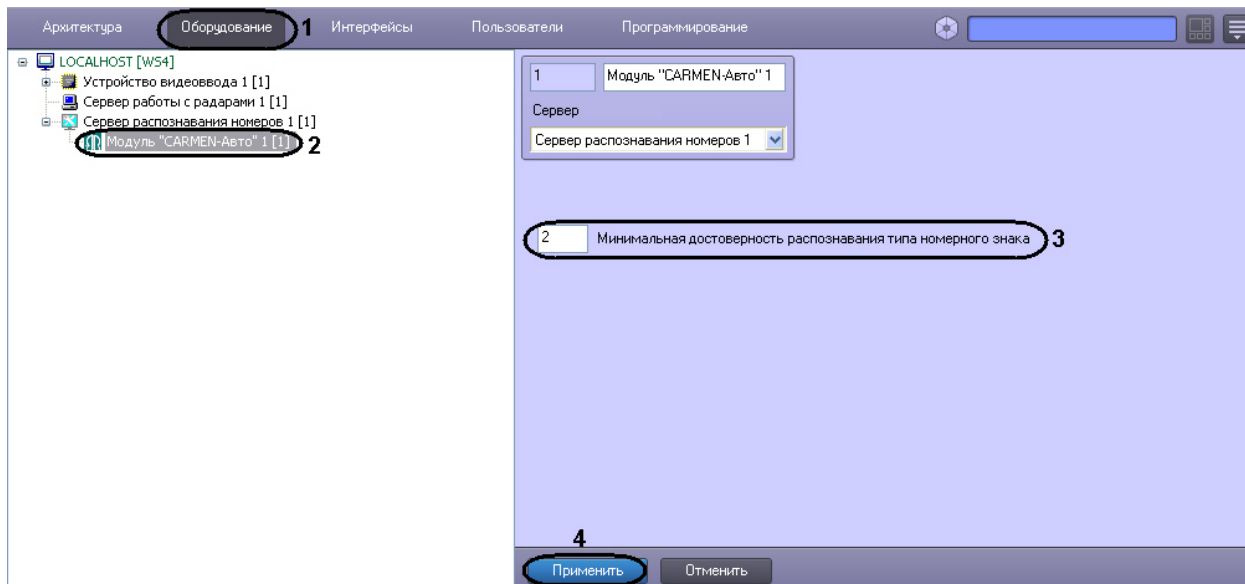 Архитектура Оборудование 1 Интерфейсы Пользователи Программирование
LOCALHOST [WS4]
Устройство видеоввода 1 [1]
Сервер работы с радарами 1 [1]
Сервер распознавания номеров 1 [1]
Модуль "CARMEN-Авто" 1 [1] 2
1 Модуль "CARMEN-Авто" 1
Сервер
Сервер распознавания номеров 1
2 Минимальная достоверность распознавания типа номерного знака 3
4
Применить Отменить